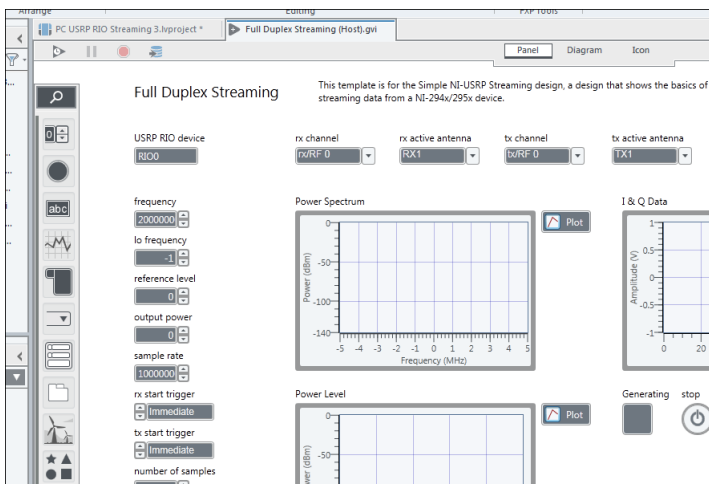 Arrange
Editing
FXP Tools
PC USRP RIO Streaming 3.lvproject *
Full Duplex Streaming (Host).gvi
Panel
Diagram
Icon
Full Duplex Streaming
This template is for the Simple NI-USRP Streaming design, a design that shows the basics of
streaming data from a NI-294x/295x device.
USRP RIO device
rx channel
rx active antenna
tx channel
tx active antenna
RIO0
rx/RF 0
RX1
tx/RF 0
TX1
abc
frequency
2000000
lo frequency
-1
reference level
0
output power
0
sample rate
1000000
rx start trigger
Immediate
tx start trigger
Immediate
number of samples
Power Spectrum
Plot
Power (dBm)
0
-50
-100
-140
-5 -4 -3 -2 -1 0 1 2 3 4 5
Frequency (MHz)
I & Q Data
Amplitude (V)
1
0.5
0
-0.5
-1
0 20
Power Level
Plot
0
-50
Generating
stop